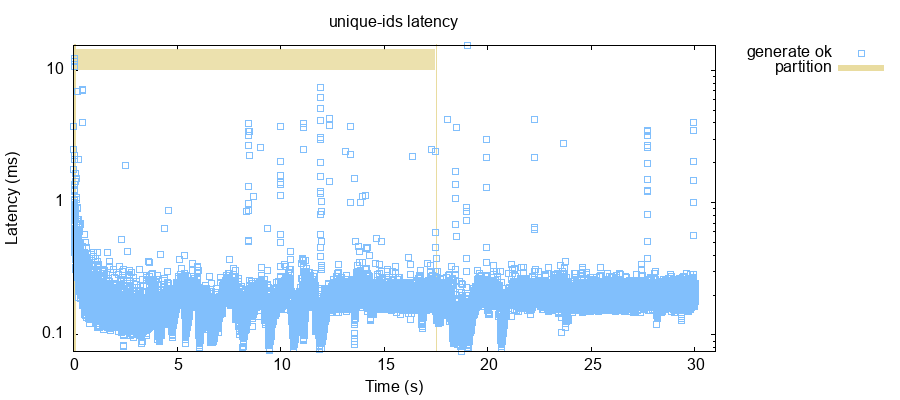 unique-ids latency
generate ok
partition
10
1
0.1
Latency (ms)
0 5 10 15 20 25 30
Time (s)